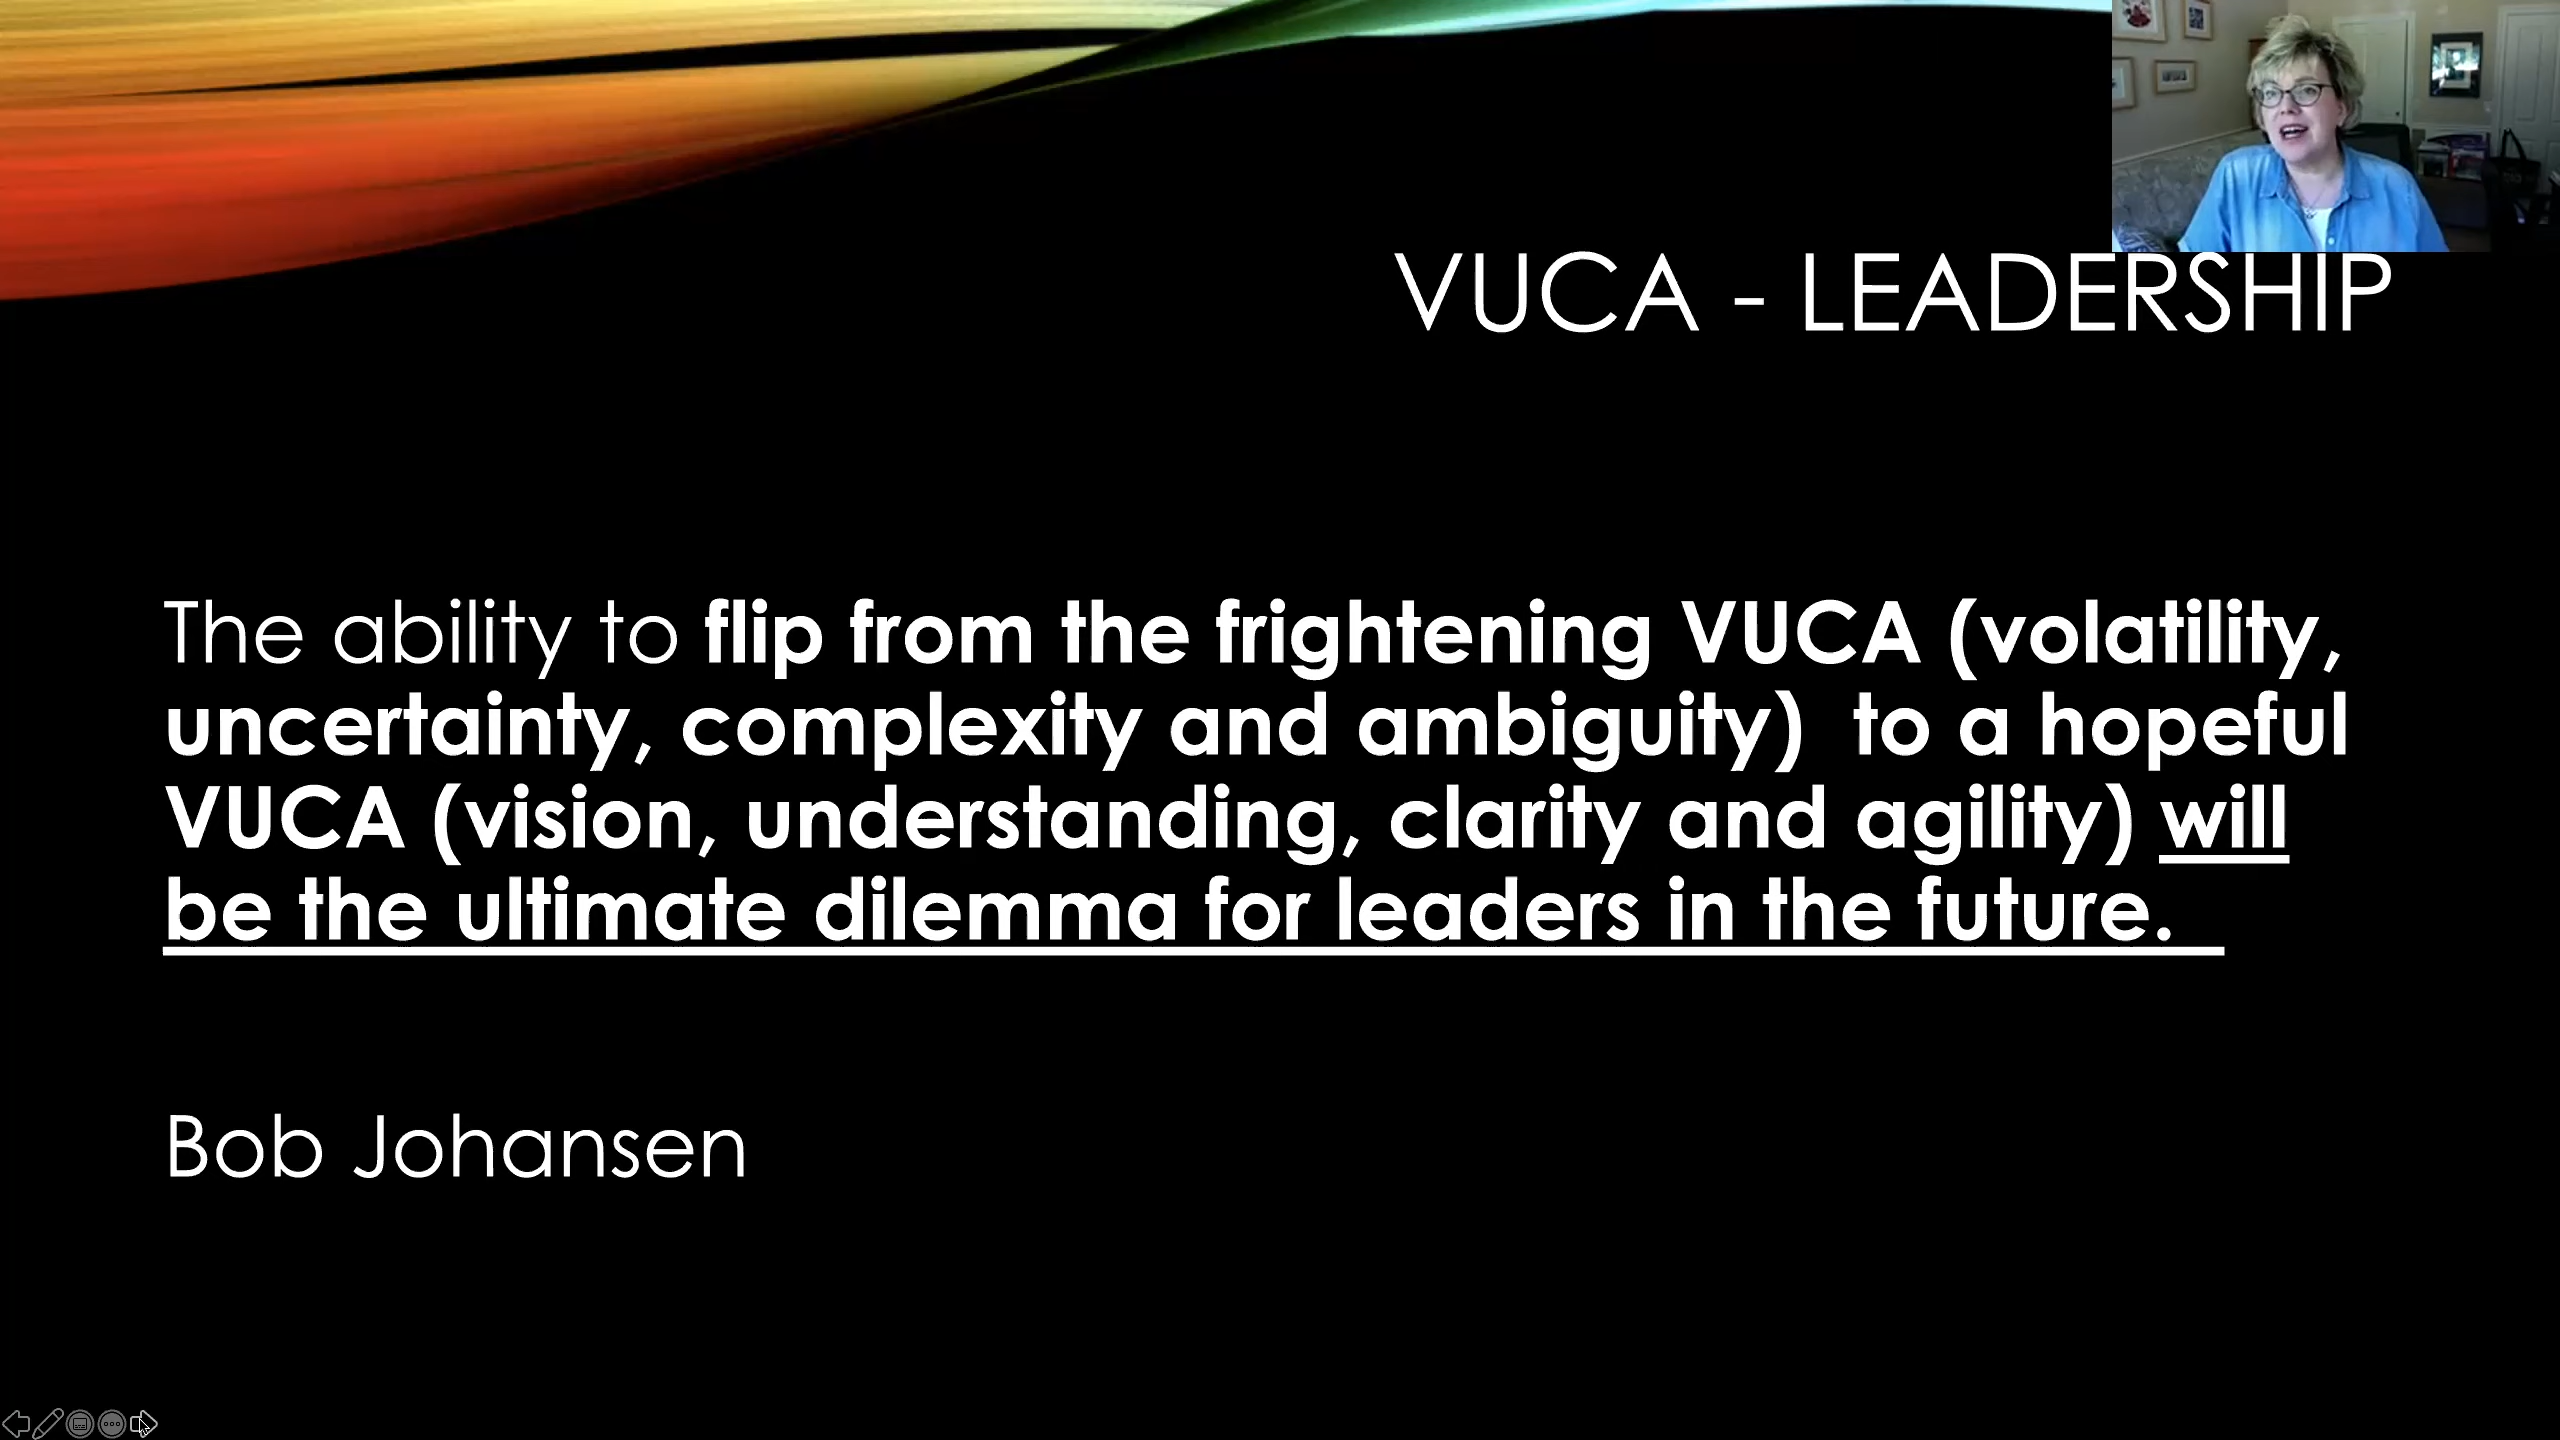 VUCA - LEADERSHIP
The ability to flip from the frightening VUCA (volatility,
uncertainty, complexity and ambiguity)  to a hopeful
VUCA (vision, understanding, clarity and agility) will
be the ultimate dilemma for leaders in the future.
Bob Johansen